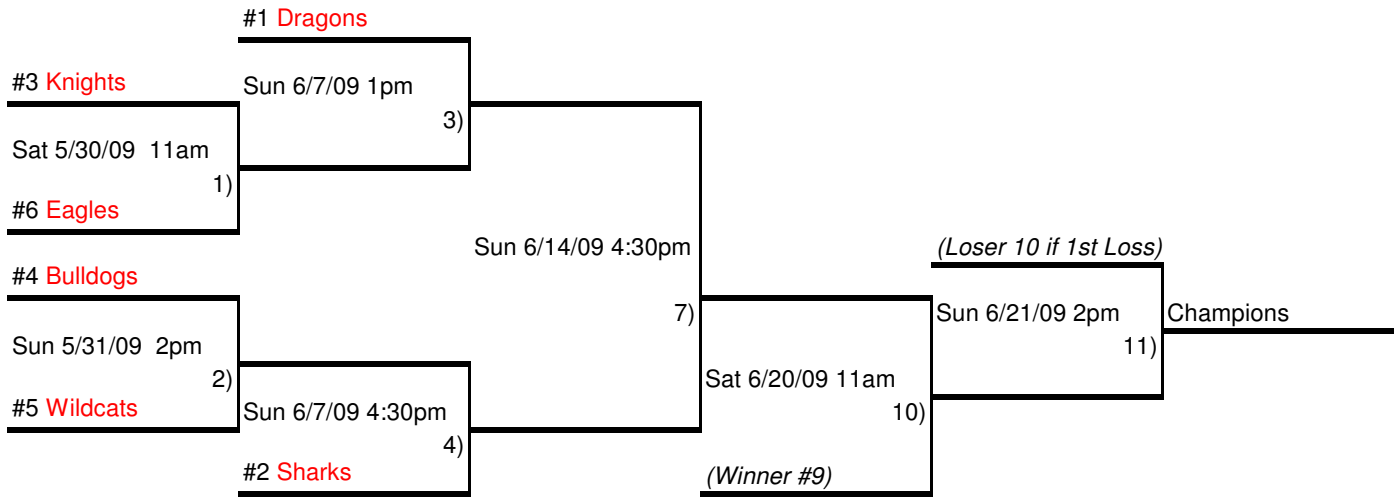 #1 Dragons
#3 Knights
Sun 6/7/09 1pm
3)
Sat 5/30/09 11am
1)
#6 Eagles
Sun 6/14/09 4:30pm
(Loser 10 if 1st Loss)
#4 Bulldogs
7)
Sun 6/21/09 2pm
Champions
11)
Sun 5/31/09 2pm
2)
Sat 6/20/09 11am
10)
#5 Wildcats
Sun 6/7/09 4:30pm
4)
#2 Sharks
(Winner #9)